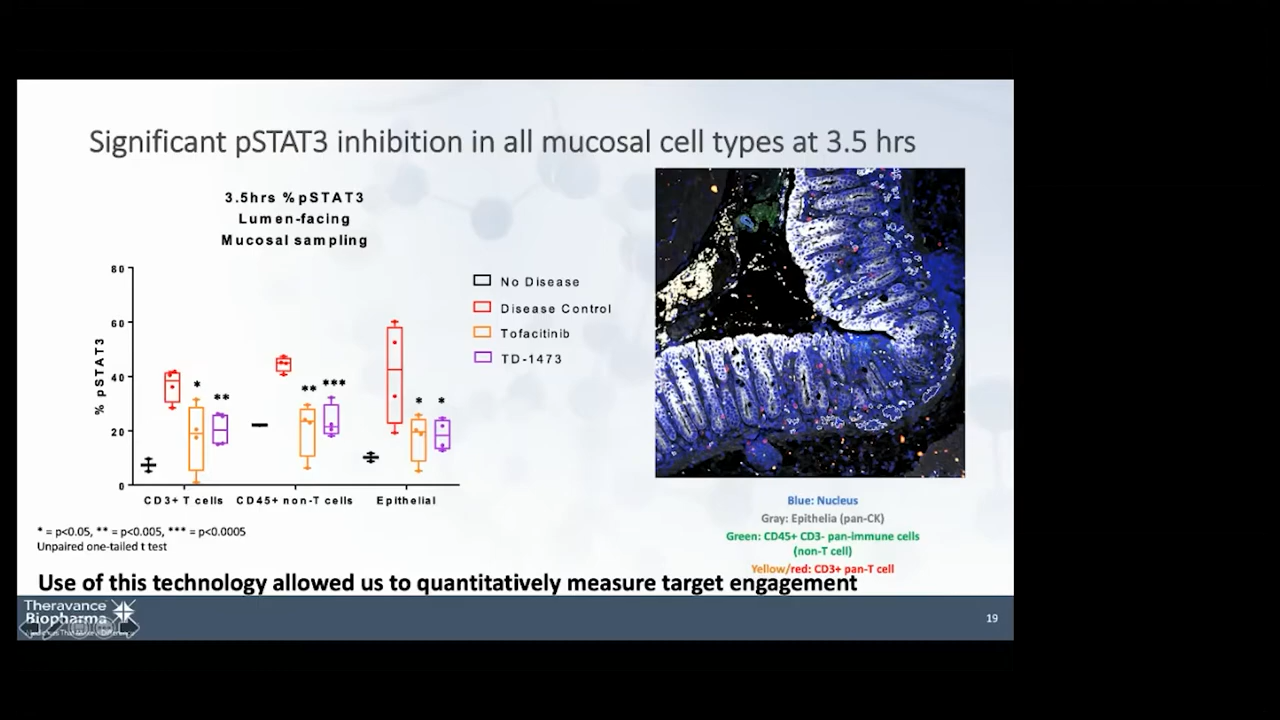 Significant pSTAT3 inhibition in all mucosal cell types at 3.5 hrs
3.5hrs %pSTAT3
Lumen-facing
Mucosal sampling
% pSTAT3
80
60
40
20
0
* ** ** *** * *
CD3+ T cells CD45+ non-T cells Epithelial
No Disease
Disease Control
Tofacitinib
TD-1473
* = p<0.05, ** = p<0.005, *** = p<0.0005
Unpaired one-tailed t test
Blue: Nucleus
Gray: Epithelia (pan-CK)
Green: CD45+ CD3- pan-immune cells
(non-T cell)
Yellow/red: CD3+ pan-T cell
Use of this technology allowed us to quantitatively measure target engagement
Theravance
Biopharma
19